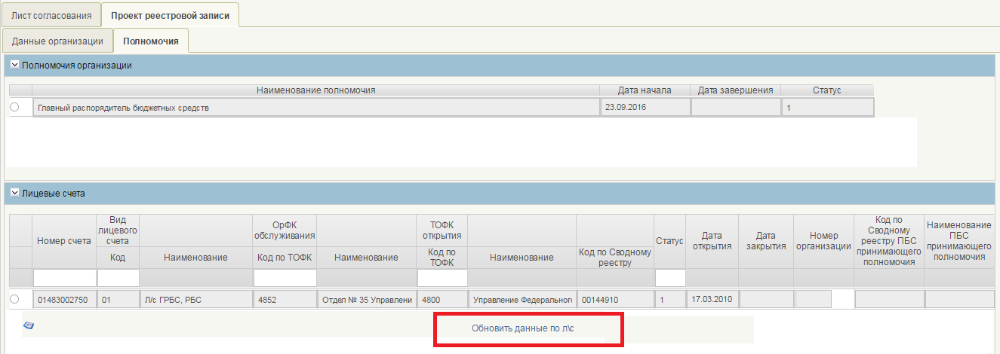 Лист согласования Проект реестровой записи
Данные организации Полномочия
Полномочия организации
Наименование полномочия Дата начала Дата завершения Статус
Главный распорядитель бюджетных средств 23.09.2016 1
Лицевые счета
Номер счета Вид лицевого счета ОрФК обслуживания ТОФК открытия Статус Дата открытия Дата закрытия Номер организации Код по Сводному реестру ПБС принимающего полномочия Наименование ПБС принимающего полномочия
Код Наименование Код по ТОФК Наименование Код по ТОФК Наименование Код по Сводному реестру
01483002750 01 Л/с ГРБС, РБС 4852 Отдел № 35 Управлени 4800 Управление Федерального 00144910 1 17.03.2010
Обновить данные по л\с